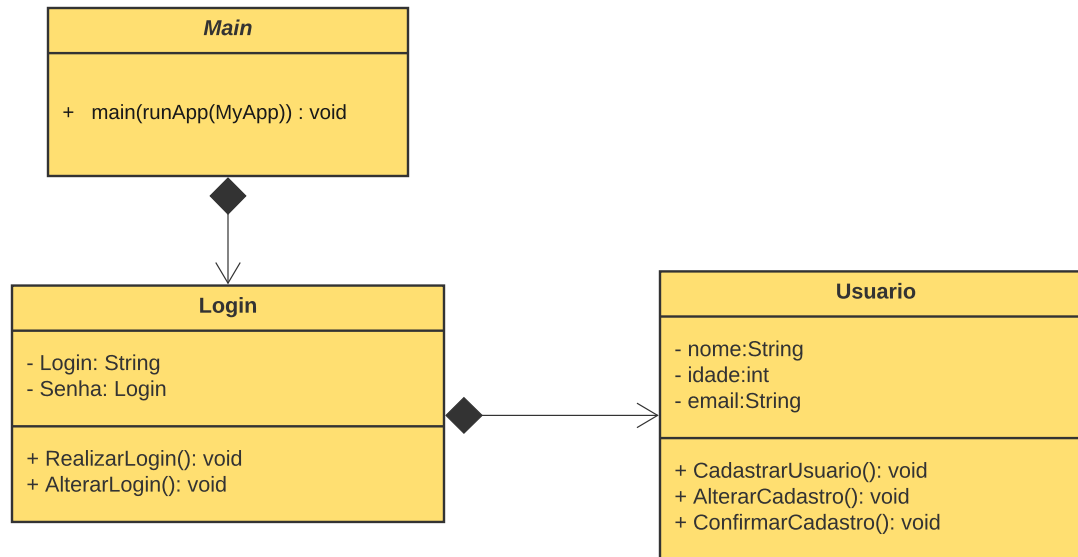 Main
+ main(runApp(MyApp)) : void
Login
- Login: String
- Senha: Login
+ RealizarLogin(): void
+ AlterarLogin(): void
Usuario
- nome:String
- idade:int
- email:String
+ CadastrarUsuario(): void
+ AlterarCadastro(): void
+ ConfirmarCadastro(): void